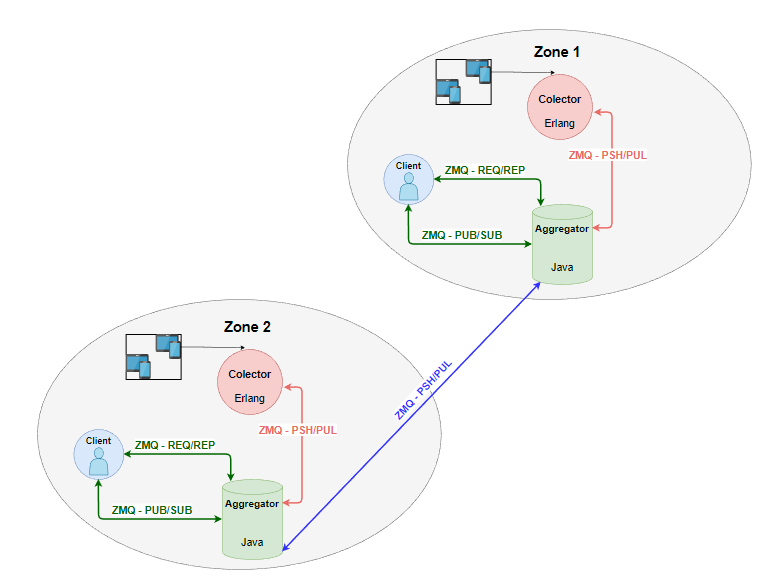 Zone 1
Colector
Erlang
ZMQ - PSH/PUL
Client
ZMQ - REQ/REP
ZMQ - PUB/SUB
Aggregator
Java
ZMQ - PSH/PUL
Zone 2
Colector
Erlang
ZMQ - PSH/PUL
Client
ZMQ - REQ/REP
ZMQ - PUB/SUB
Aggregator
Java